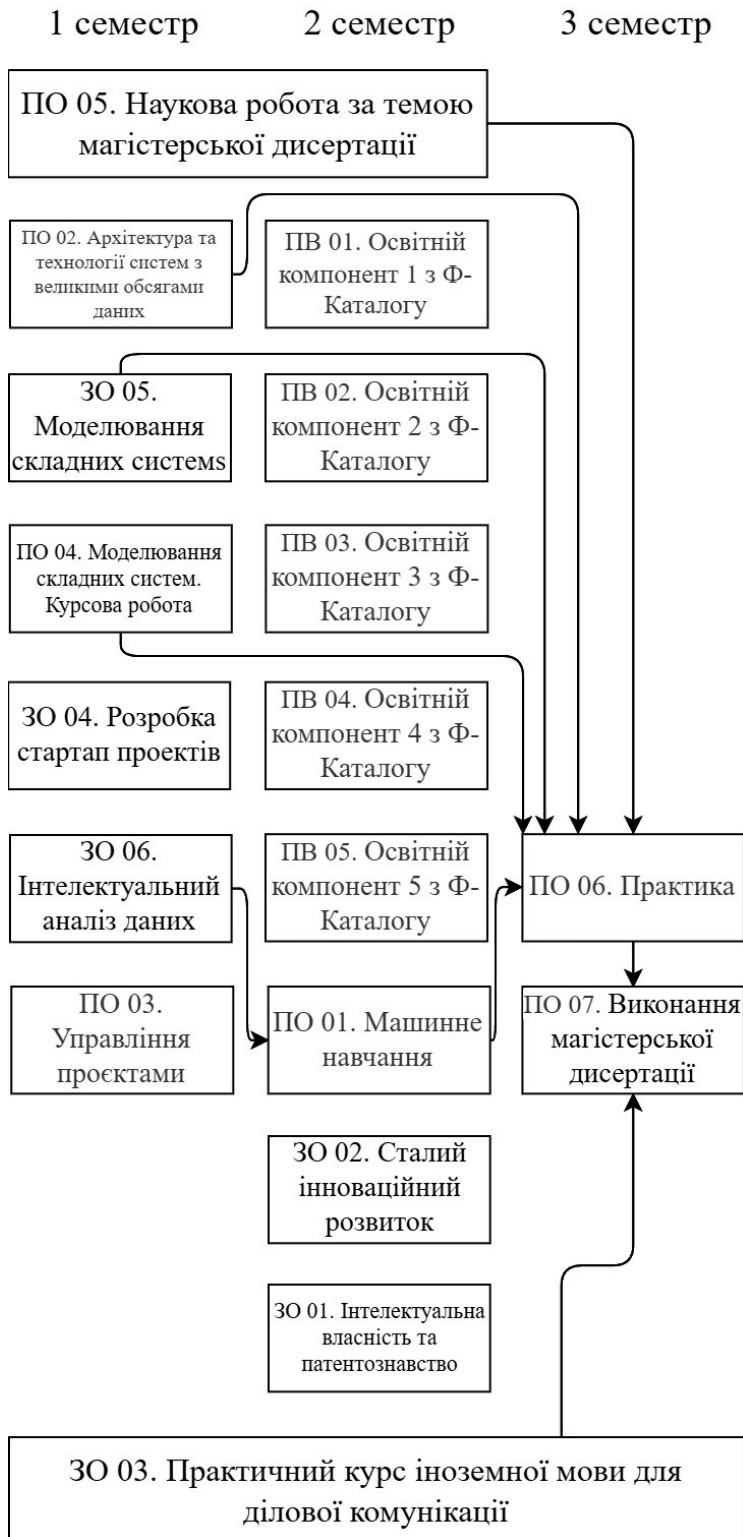 1 семестр
2 семестр
3 семестр
ПО 05. Наукова робота за темою
магістерської дисертації
ПО 02. Архітектура та
технології систем з
великими обсягами
даних
ПВ 01. Освітній
компонент 1 з Ф-
Каталогу
ЗО 05.
Моделювання
складних системs
ПВ 02. Освітній
компонент 2 з Ф-
Каталогу
ПО 04. Моделювання
складних систем.
Курсова робота
ПВ 03. Освітній
компонент 3 з Ф-
Каталогу
ЗО 04. Розробка
стартап проектів
ПВ 04. Освітній
компонент 4 з Ф-
Каталогу
ЗО 06.
Інтелектуальний
аналіз даних
ПВ 05. Освітній
компонент 5 з Ф-
Каталогу
ПО 06. Практика
ПО 03.
Управління
проєктами
ПО 01. Машинне
навчання
ПО 07. Виконання
магістерської
дисертації
ЗО 02. Сталий
інноваційний
розвиток
ЗО 01. Інтелектуальна
власність та
патентознавство
ЗО 03. Практичний курс іноземної мови для
ділової комунікації